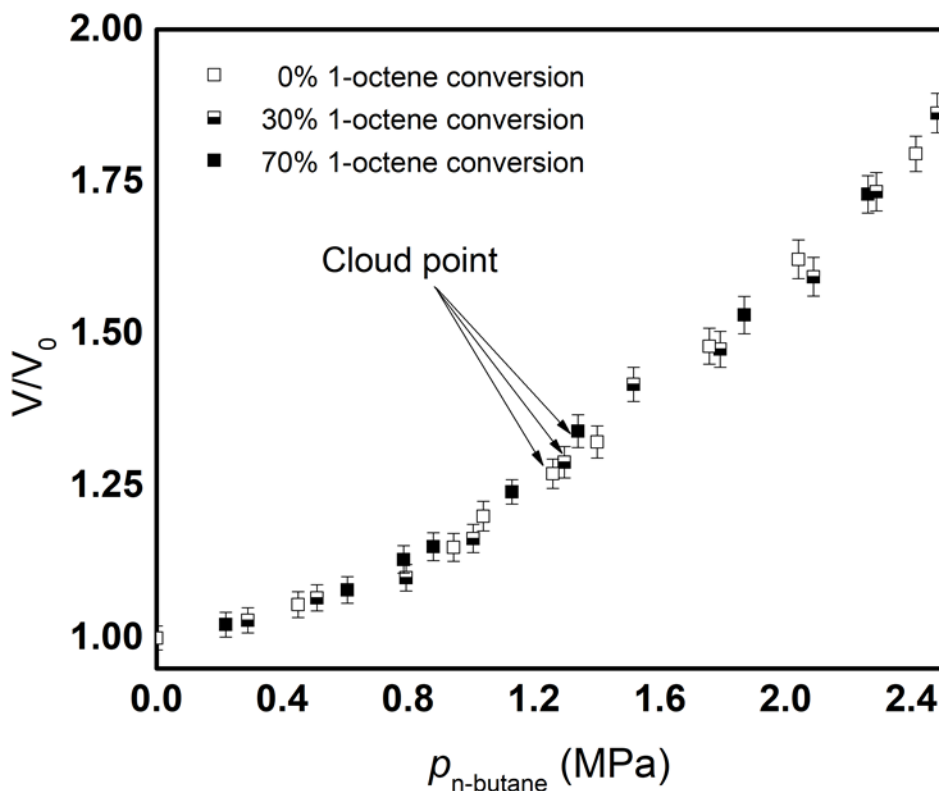 2.00
0% 1-octene conversion
30% 1-octene conversion
70% 1-octene conversion
1.75
Cloud point
1.50
V/V₀
1.25
1.00
0.0 0.4 0.8 1.2 1.6 2.0 2.4
pn-butane (MPa)